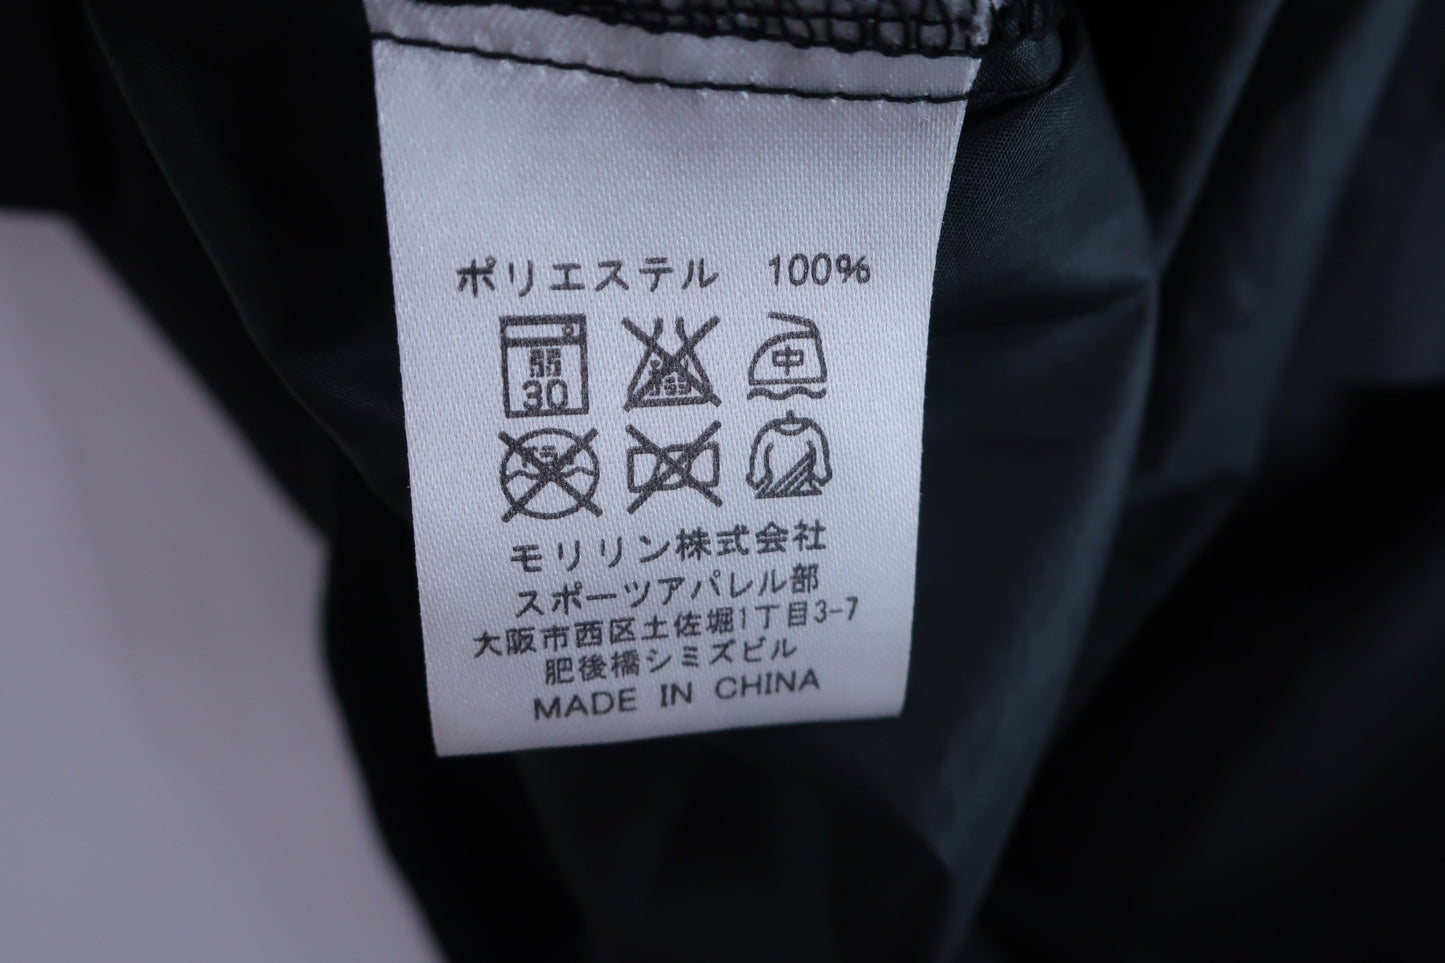 ポリエステル 100%
弱
30
中
モリリン株式会社
スポーツアパレル部
大阪市西区土佐堀1丁目3-7
肥後橋シミズビル
MADE IN CHINA